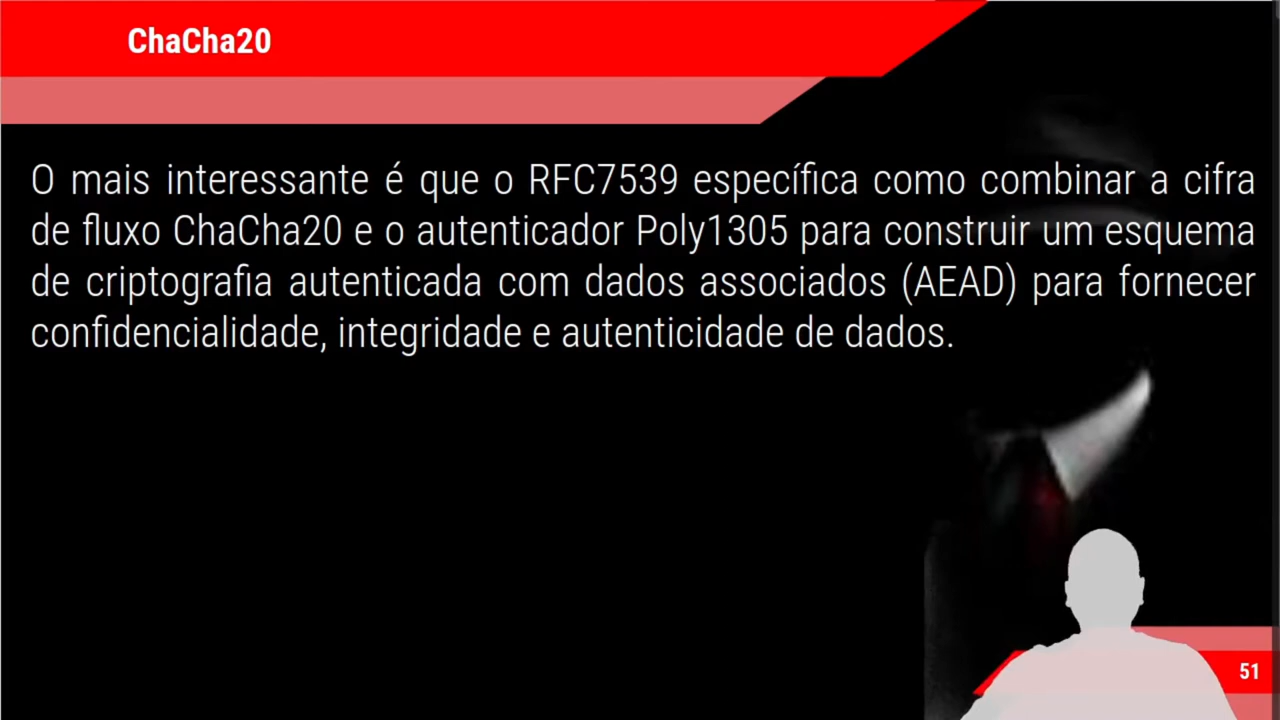 ChaCha20
O mais interessante é que o RFC7539 específica como combinar a cifra
de fluxo ChaCha20 e o autenticador Poly1305 para construir um esquema
de criptografia autenticada com dados associados (AEAD) para fornecer
confidencialidade, integridade e autenticidade de dados.
51